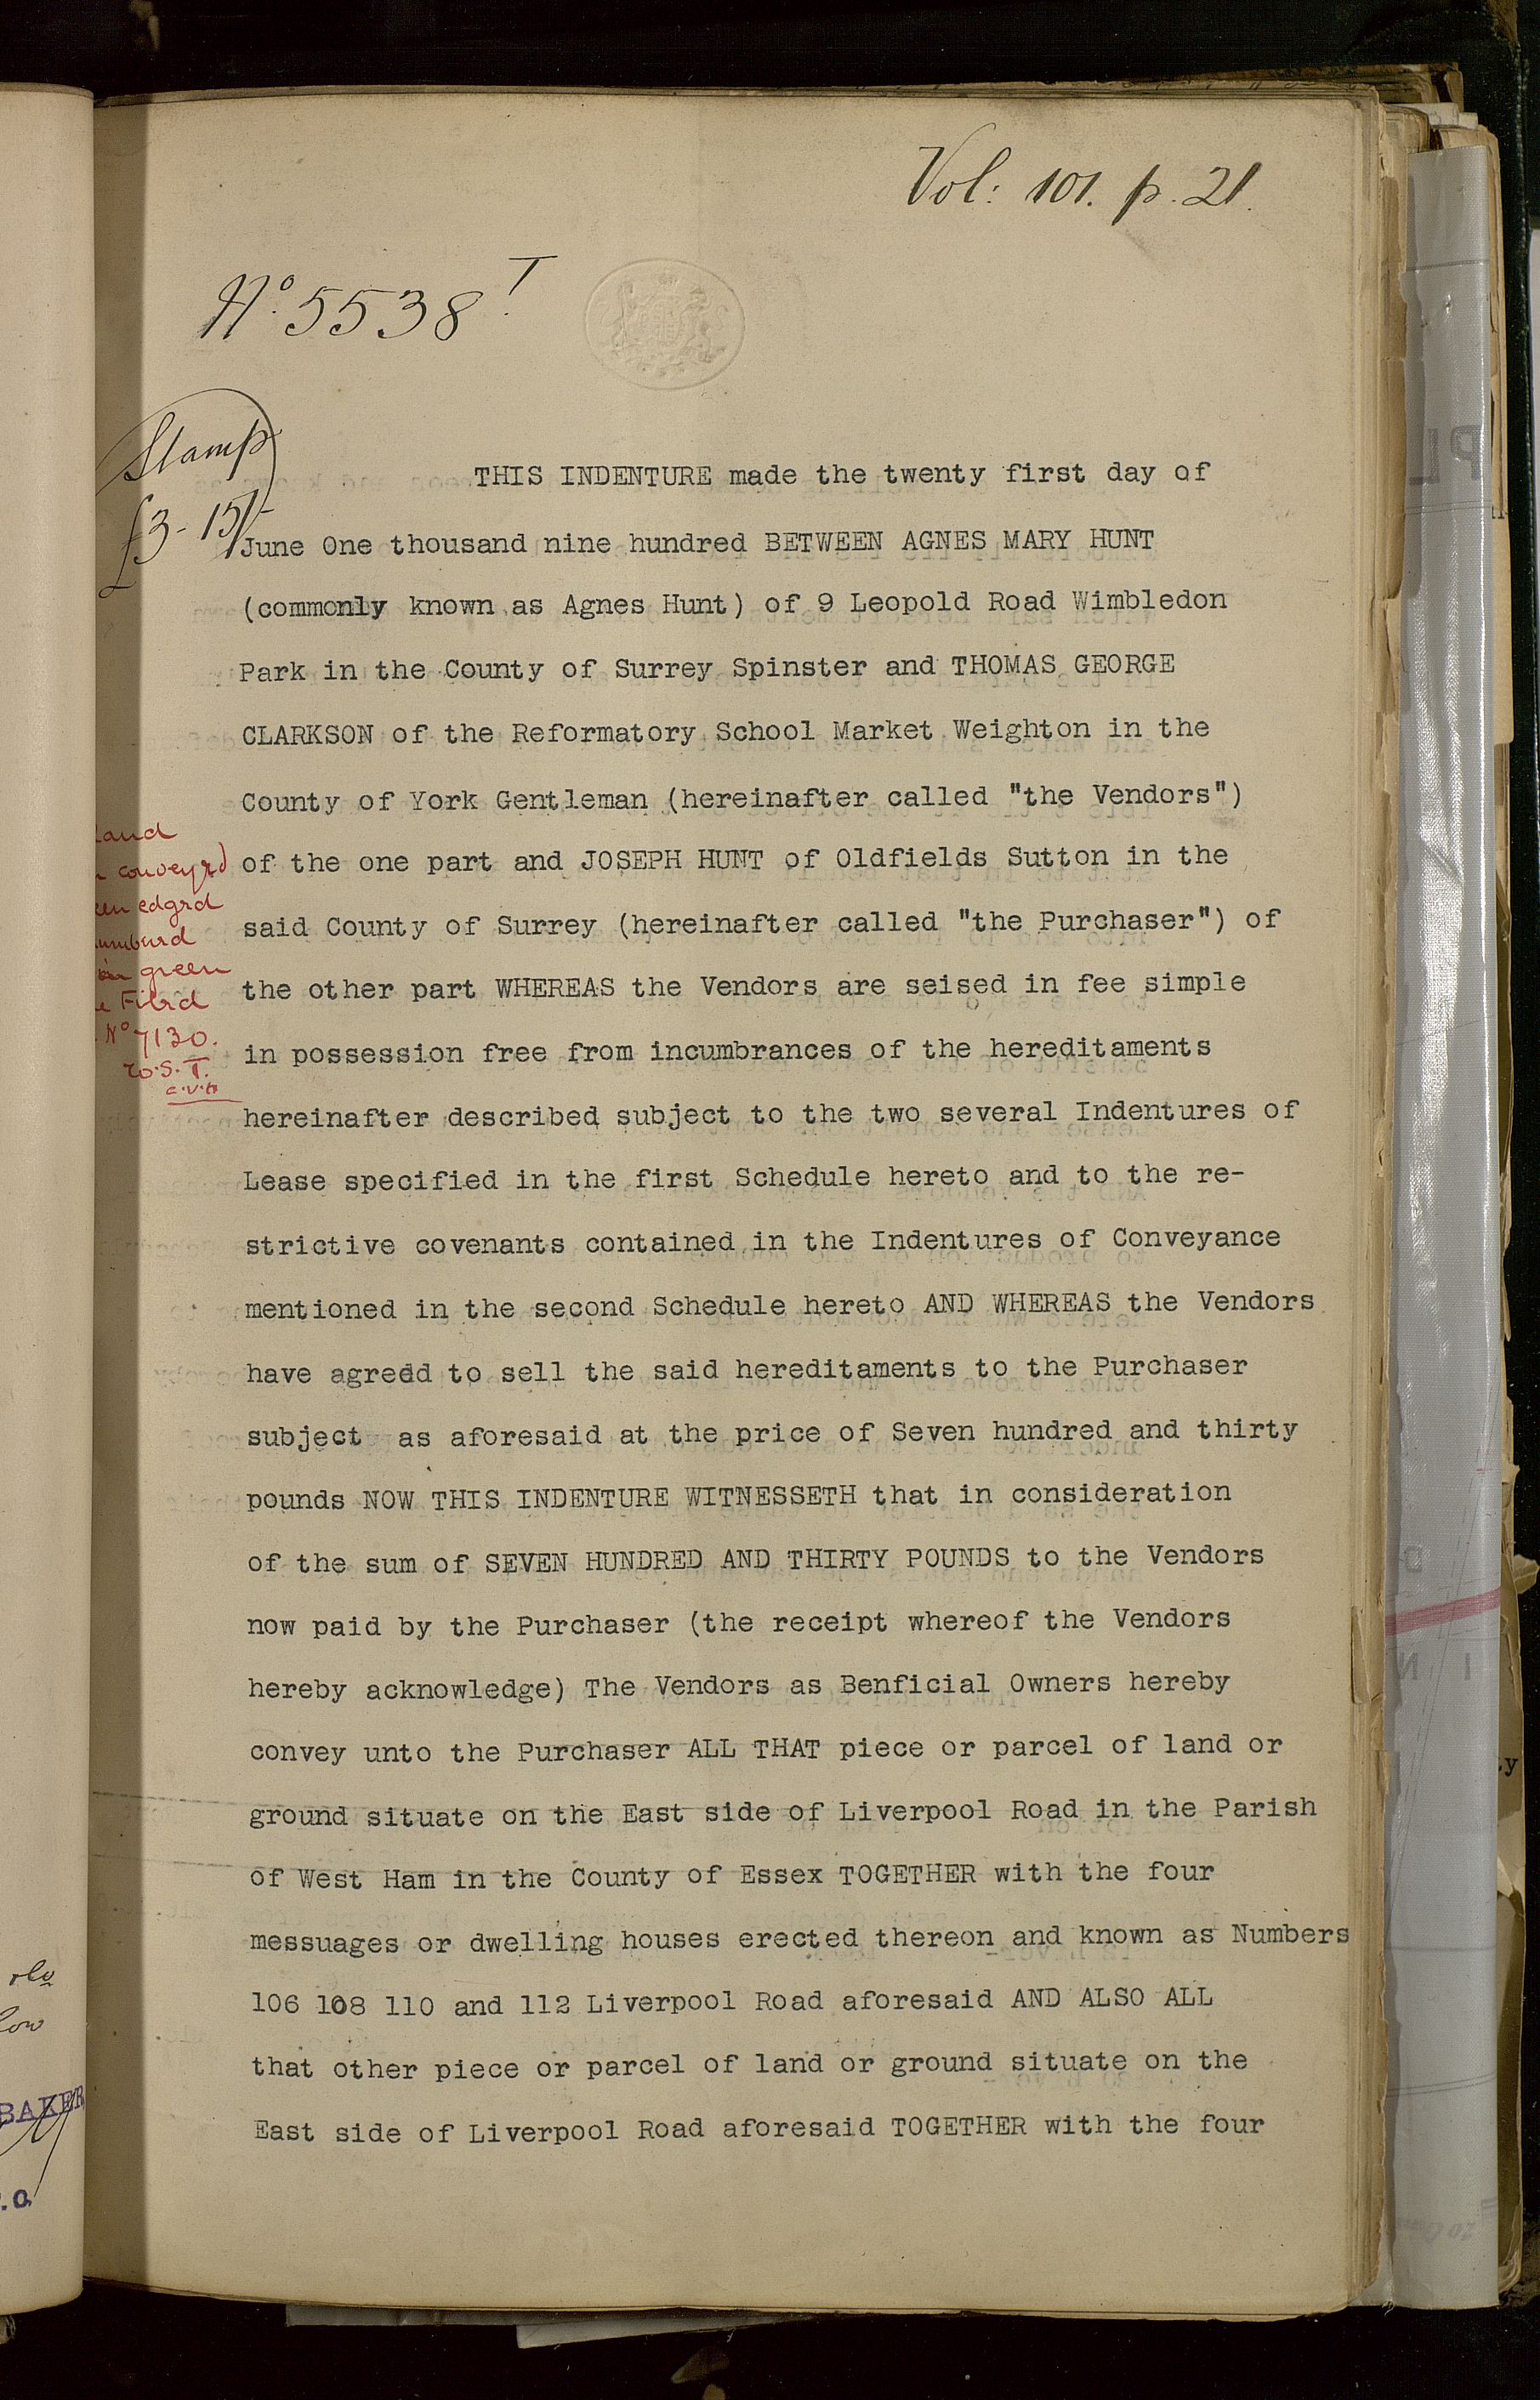 Vol: 101. p. 21.
No. 5538 T
Stamp
£3-15/-
THIS INDENTURE made the twenty first day of
June One thousand nine hundred BETWEEN AGNES MARY HUNT
(commonly known as Agnes Hunt) of 9 Leopold Road Wimbledon
Park in the County of Surrey Spinster and THOMAS GEORGE
CLARKSON of the Reformatory School Market Weighton in the
County of York Gentleman (hereinafter called "the Vendors")
of the one part and JOSEPH HUNT of Oldfields Sutton in the
said County of Surrey (hereinafter called "the Purchaser") of
the other part WHEREAS the Vendors are seised in fee simple
in possession free from incumbrances of the hereditaments
hereinafter described subject to the two several Indentures of
Lease specified in the first Schedule hereto and to the re-
strictive covenants contained in the Indentures of Conveyance
mentioned in the second Schedule hereto AND WHEREAS the Vendors
have agredd to sell the said hereditaments to the Purchaser
subject as aforesaid at the price of Seven hundred and thirty
pounds NOW THIS INDENTURE WITNESSETH that in consideration
of the sum of SEVEN HUNDRED AND THIRTY POUNDS to the Vendors
now paid by the Purchaser (the receipt whereof the Vendors
hereby acknowledge) The Vendors as Benficial Owners hereby
convey unto the Purchaser ALL THAT piece or parcel of land or
ground situate on the East side of Liverpool Road in the Parish
of West Ham in the County of Essex TOGETHER with the four
messuages or dwelling houses erected thereon and known as Numbers
106 108 110 and 112 Liverpool Road aforesaid AND ALSO ALL
that other piece or parcel of land or ground situate on the
East side of Liverpool Road aforesaid TOGETHER with the four
land
conveyed
edged
green
Filed
No 7130.
BAKER